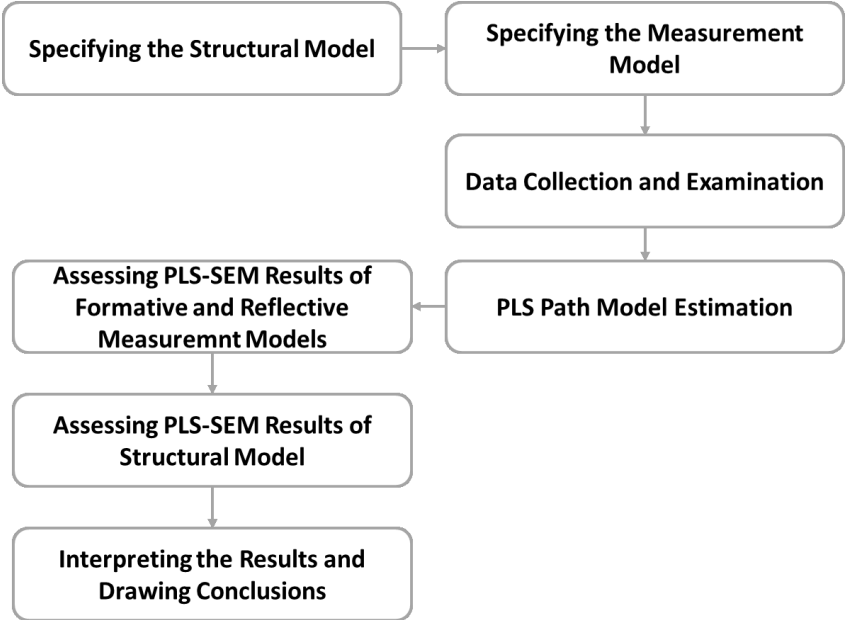 Specifying the Structural Model
Specifying the Measurement
Model
Data Collection and Examination
PLS Path Model Estimation
Assessing PLS-SEM Results of
Formative and Reflective
Measuremnt Models
Assessing PLS-SEM Results of
Structural Model
Interpreting the Results and
Drawing Conclusions